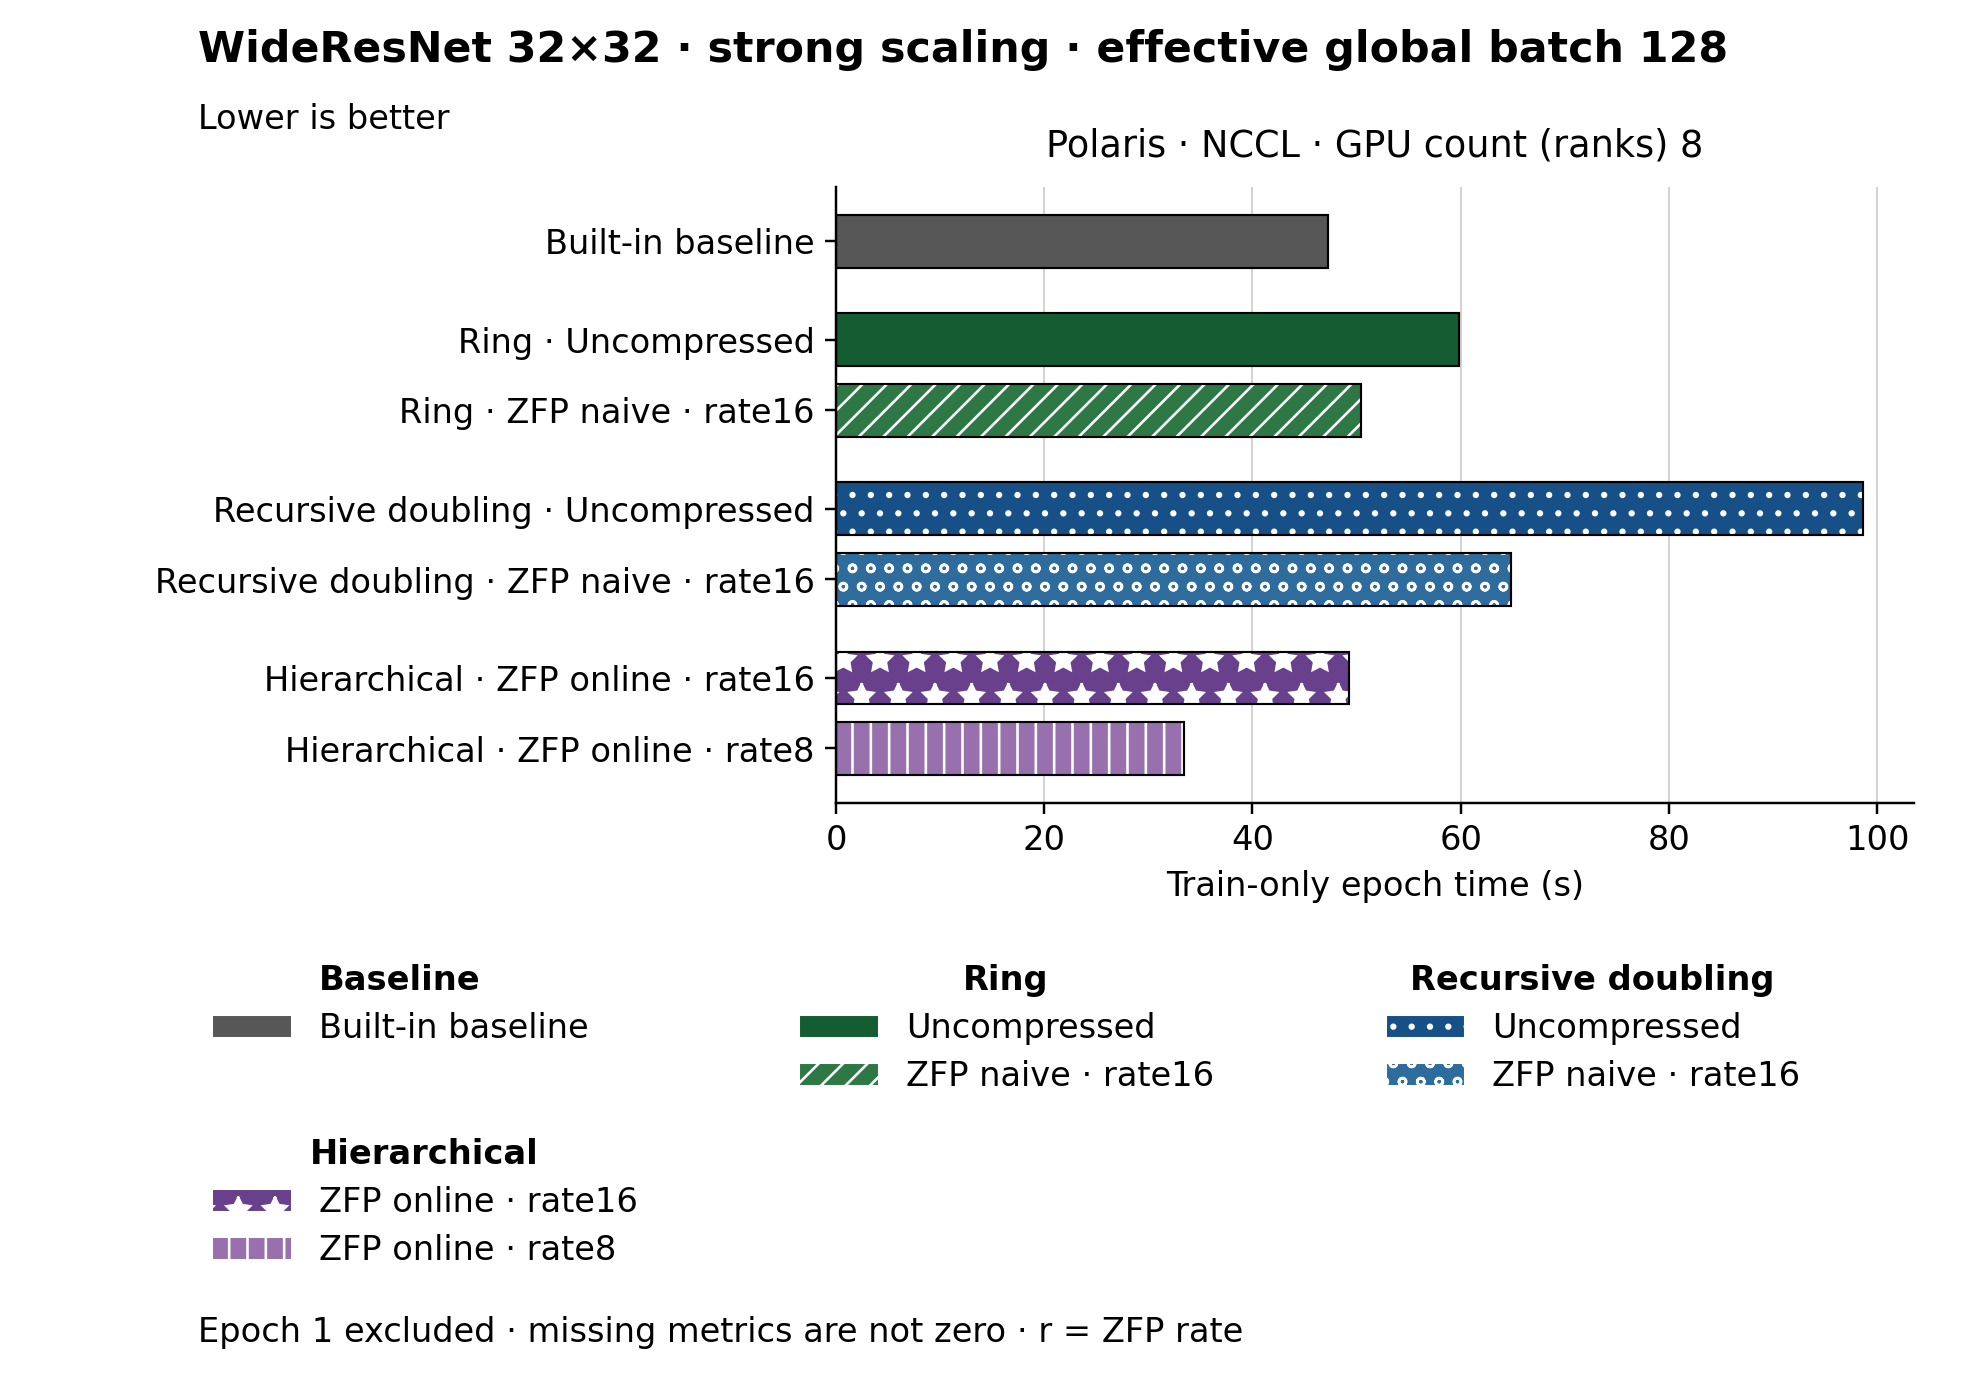 WideResNet 32×32 · strong scaling · effective global batch 128
Lower is better
Polaris · NCCL · GPU count (ranks) 8
Built-in baseline
Ring · Uncompressed
Ring · ZFP naive · rate16
Recursive doubling · Uncompressed
Recursive doubling · ZFP naive · rate16
Hierarchical · ZFP online · rate16
Hierarchical · ZFP online · rate8
0 20 40 60 80 100
Train-only epoch time (s)
Baseline
Built-in baseline
Ring
Uncompressed
ZFP naive · rate16
Recursive doubling
Uncompressed
ZFP naive · rate16
Hierarchical
ZFP online · rate16
ZFP online · rate8
Epoch 1 excluded · missing metrics are not zero · r = ZFP rate